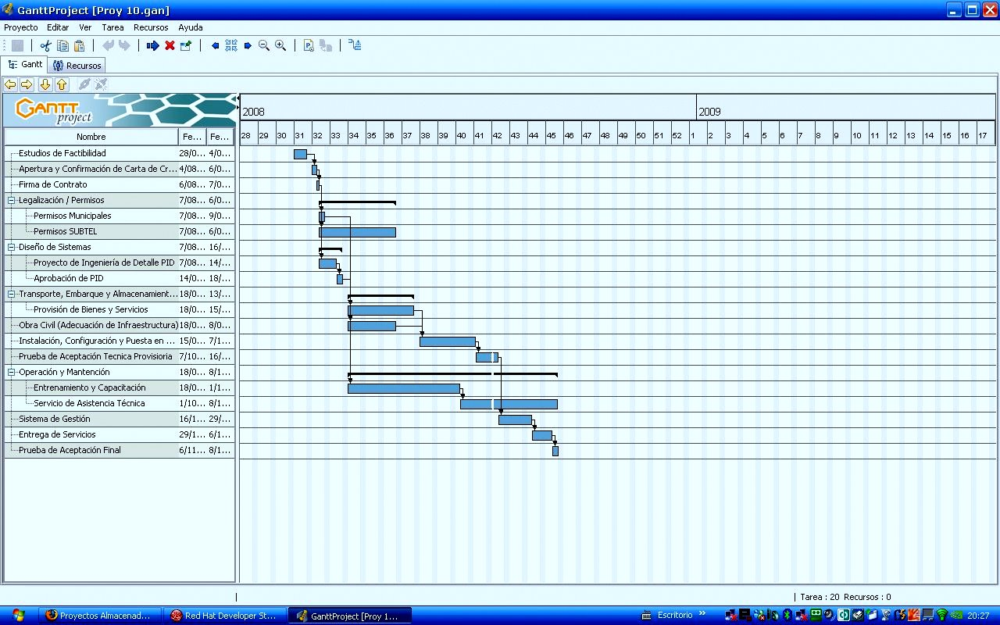 GanttProject [Proy 10.gan]
Proyecto Editar Ver Tarea Recursos Ayuda
Gantt Recursos
GANTT project
2008 2009
Nombre Fe... Fe... 28 29 30 31 32 33 34 35 36 37 38 39 40 41 42 43 44 45 46 47 48 49 50 51 52 1 2 3 4 5 6 7 8 9 10 11 12 13 14 15 16 17
Estudios de Factibilidad 28/0... 4/0...
Apertura y Confirmación de Carta de Cr... 4/08... 6/0...
Firma de Contrato 6/08... 7/0...
Legalización / Permisos 7/08... 6/0...
Permisos Municipales 7/08... 9/0...
Permisos SUBTEL 7/08... 6/0...
Diseño de Sistemas 7/08... 16/...
Proyecto de Ingeniería de Detalle PID 7/08... 14/...
Aprobación de PID 14/0... 18/...
Transporte, Embarque y Almacenamient... 18/0... 13/...
Provisión de Bienes y Servicios 18/0... 15/...
Obra Civil (Adecuación de Infraestructura) 18/0... 8/0...
Instalación, Configuración y Puesta en ... 15/0... 7/1...
Prueba de Aceptación Tecnica Provisioria 7/10... 16/...
Operación y Mantención 18/0... 8/1...
Entrenamiento y Capacitación 18/0... 1/1...
Servicio de Asistencia Técnica 1/10... 8/1...
Sistema de Gestión 16/1... 29/...
Entrega de Servicios 29/1... 6/1...
Prueba de Aceptación Final 6/11... 8/1...
Tarea : 20 Recursos : 0
Proyectos Almacenad... Red Hat Developer St... GanttProject [Proy 1... Escritorio » 20:27